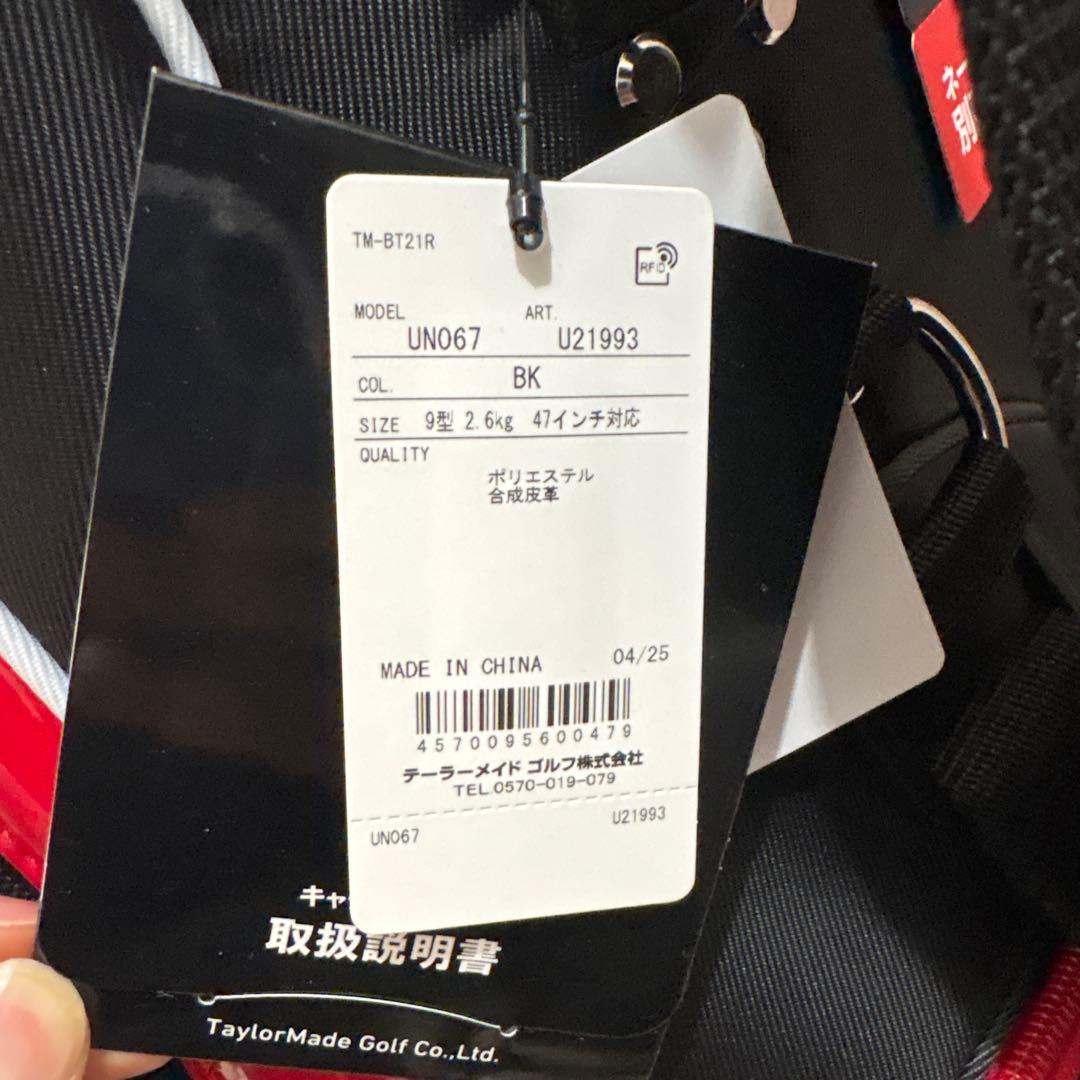 TM-BT21R
RFID
MODEL ART.
UN067 U21993
COL. BK
SIZE 9型 2.6kg 47インチ対応
QUALITY
ポリエステル
合成皮革
MADE IN CHINA 04/25
4570095600479
テーラーメイド ゴルフ株式会社
TEL.0570-019-079
UN067 U21993
キャ
取扱説明書
TaylorMade Golf Co.,Ltd.